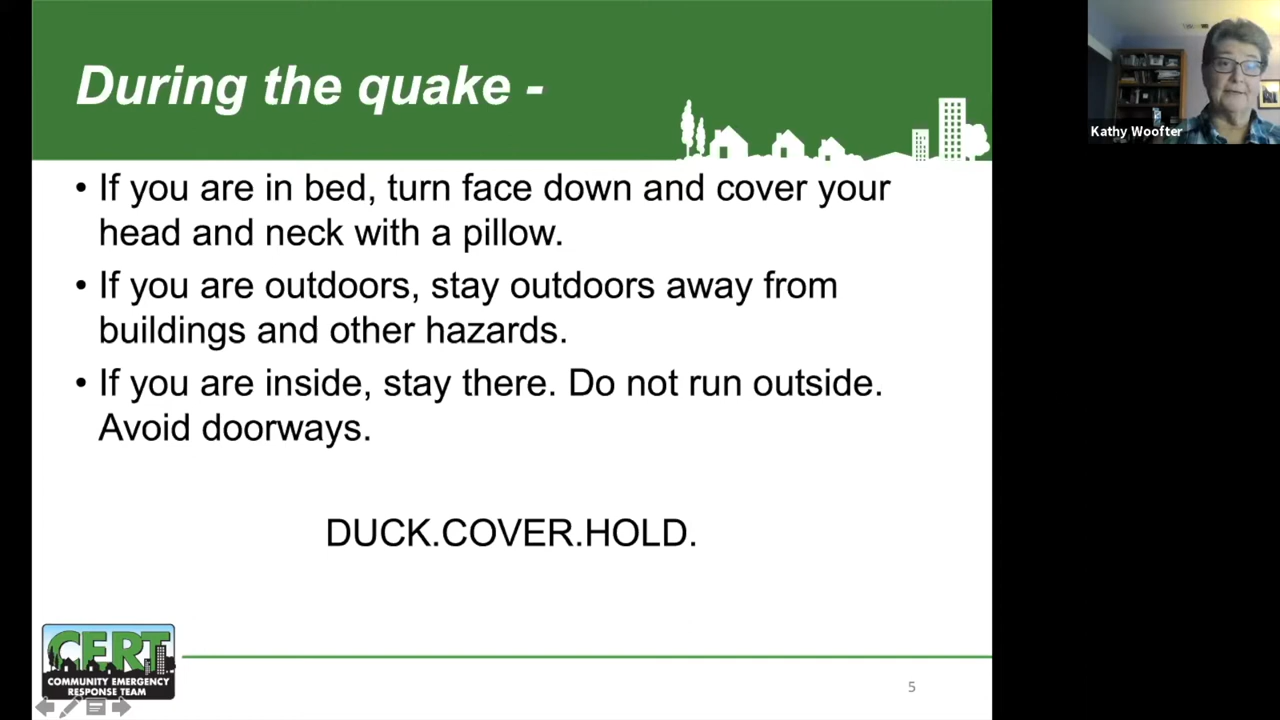 During the quake -
Kathy Woofter
• If you are in bed, turn face down and cover your
head and neck with a pillow.
• If you are outdoors, stay outdoors away from
buildings and other hazards.
• If you are inside, stay there. Do not run outside.
Avoid doorways.
DUCK.COVER.HOLD.
CERT
COMMUNITY EMERGENCY
RESPONSE TEAM
5